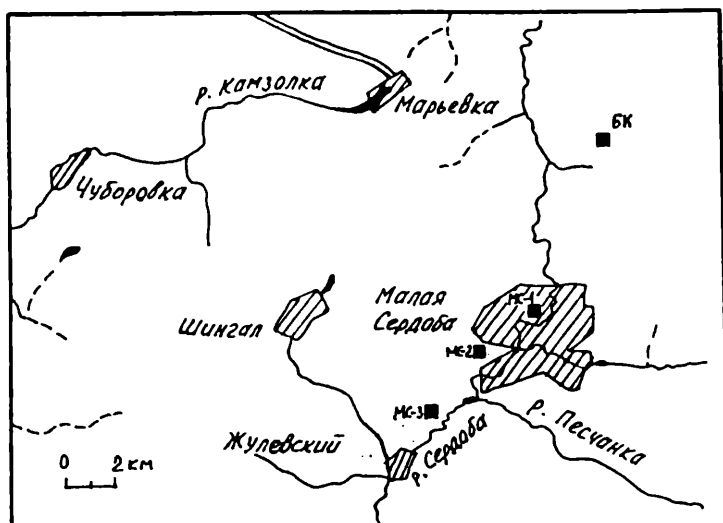 р. Камзолка
Марьевка
БК
Чуборовка
Малая
Сердоба
МС-1
Шингал
МС-2
МС-3
р. Песчанка
Жулевский
р. Сердоба
0 2 км